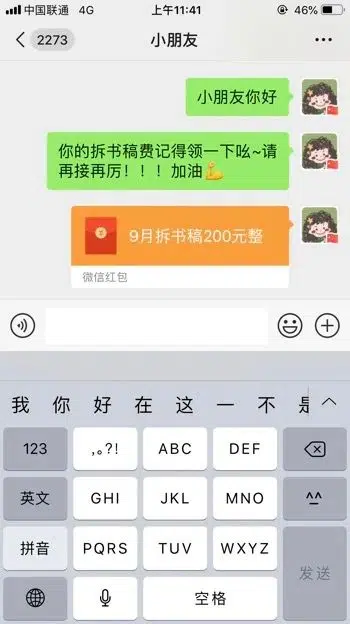 中国联通 4G 上午11:41 46%
2273 小朋友
小朋友你好
你的拆书稿费记得领一下吆~请
再接再厉！！！加油💪
9月拆书稿200元整
微信红包
我 你 好 在 这 一 不 是
123 ,。?! ABC DEF
英文 GHI JKL MNO ^^
拼音 PQRS TUV WXYZ 发送
空格